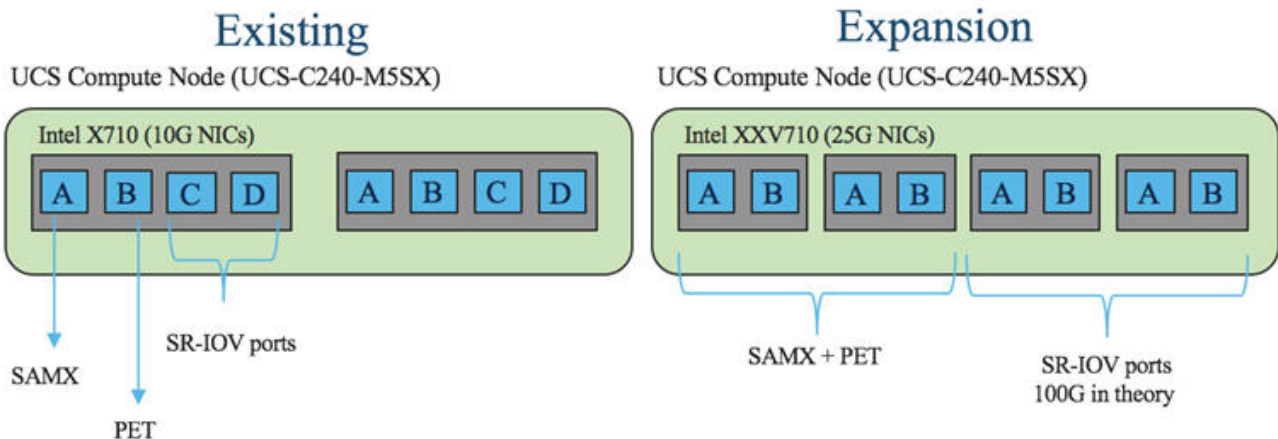 Existing
UCS Compute Node (UCS-C240-M5SX)
Intel X710 (10G NICs)
A B C D
A B C D
SR-IOV ports
SAMX
PET
Expansion
UCS Compute Node (UCS-C240-M5SX)
Intel XXV710 (25G NICs)
A B
A B
A B
A B
SAMX + PET
SR-IOV ports
100G in theory